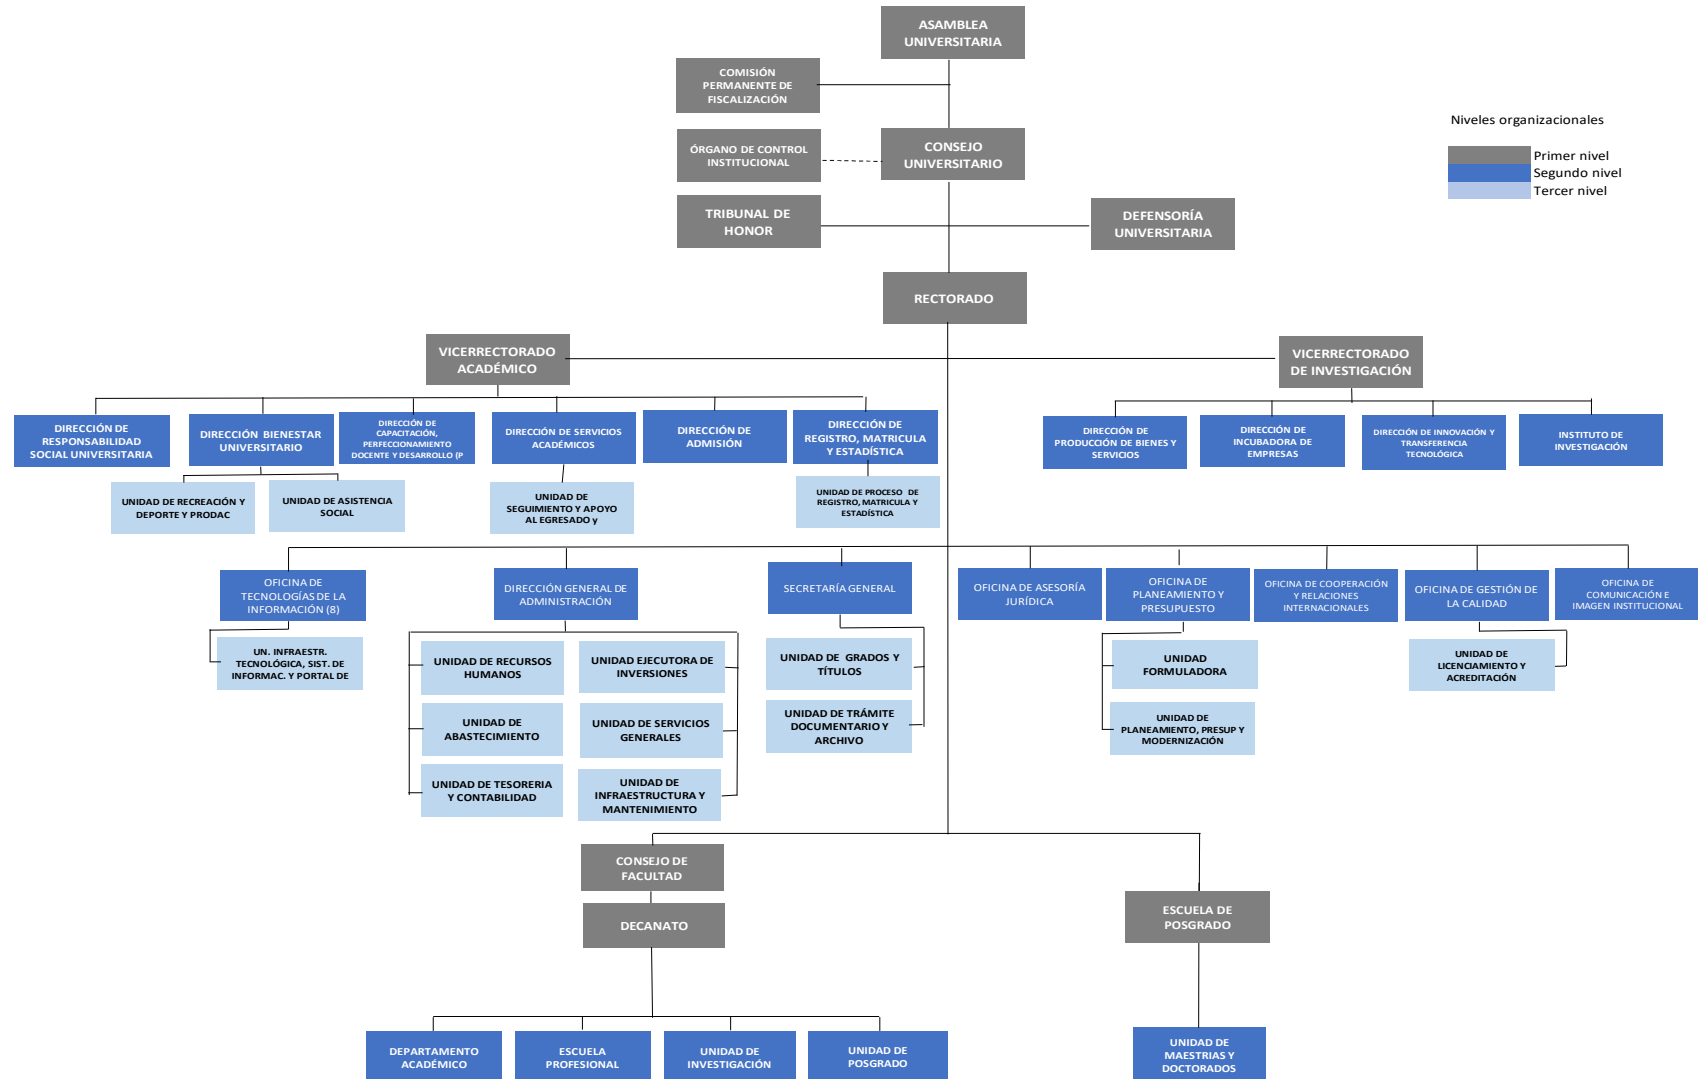 ASAMBLEA
UNIVERSITARIA
COMISIÓN
PERMANENTE DE
FISCALIZACIÓN
Niveles organizacionales
Primer nivel
Segundo nivel
Tercer nivel
ÓRGANO DE CONTROL
INSTITUCIONAL
CONSEJO
UNIVERSITARIO
TRIBUNAL DE
HONOR
DEFENSORÍA
UNIVERSITARIA
RECTORADO
VICERRECTORADO
ACADÉMICO
VICERRECTORADO
DE INVESTIGACIÓN
DIRECCIÓN DE
RESPONSABILIDAD
SOCIAL UNIVERSITARIA
DIRECCIÓN BIENESTAR
UNIVERSITARIO
DIRECCIÓN DE
CAPACITACIÓN,
PERFECCIONAMIENTO
DOCENTE Y DESARROLLO (P
DIRECCIÓN DE SERVICIOS
ACADÉMICOS
DIRECCIÓN DE
ADMISIÓN
DIRECCIÓN DE
REGISTRO, MATRICULA
Y ESTADÍSTICA
DIRECCIÓN DE
PRODUCCIÓN DE BIENES Y
SERVICIOS
DIRECCIÓN DE
INCUBADORA DE
EMPRESAS
DIRECCIÓN DE INNOVACIÓN Y
TRANSFERENCIA
TECNOLÓGICA
INSTITUTO DE
INVESTIGACIÓN
UNIDAD DE RECREACIÓN Y
DEPORTE Y PRODAC
UNIDAD DE ASISTENCIA
SOCIAL
UNIDAD DE
SEGUIMIENTO Y APOYO
AL EGRESADO y
UNIDAD DE PROCESO DE
REGISTRO, MATRICULA Y
ESTADÍSTICA
OFICINA DE
TECNOLOGÍAS DE LA
INFORMACIÓN (8)
DIRECCIÓN GENERAL DE
ADMINISTRACIÓN
SECRETARÍA GENERAL
OFICINA DE ASESORÍA
JURÍDICA
OFICINA DE
PLANEAMIENTO Y
PRESUPUESTO
OFICINA DE COOPERACIÓN
Y RELACIONES
INTERNACIONALES
OFICINA DE GESTIÓN DE
LA CALIDAD
OFICINA DE
COMUNICACIÓN E
IMAGEN INSTITUCIONAL
UN. INFRAESTR.
TECNOLÓGICA, SIST. DE
INFORMAC. Y PORTAL DE
UNIDAD DE RECURSOS
HUMANOS
UNIDAD EJECUTORA DE
INVERSIONES
UNIDAD DE GRADOS Y
TÍTULOS
UNIDAD
FORMULADORA
UNIDAD DE
LICENCIAMIENTO Y
ACREDITACIÓN
UNIDAD DE
ABASTECIMIENTO
UNIDAD DE SERVICIOS
GENERALES
UNIDAD DE TRÁMITE
DOCUMENTARIO Y
ARCHIVO
UNIDAD DE
PLANEAMIENTO, PRESUP Y
MODERNIZACIÓN
UNIDAD DE TESORERIA
Y CONTABILIDAD
UNIDAD DE
INFRAESTRUCTURA Y
MANTENIMIENTO
CONSEJO DE
FACULTAD
DECANATO
ESCUELA DE
POSGRADO
DEPARTAMENTO
ACADÉMICO
ESCUELA
PROFESIONAL
UNIDAD DE
INVESTIGACIÓN
UNIDAD DE
POSGRADO
UNIDAD DE
MAESTRIAS Y
DOCTORADOS